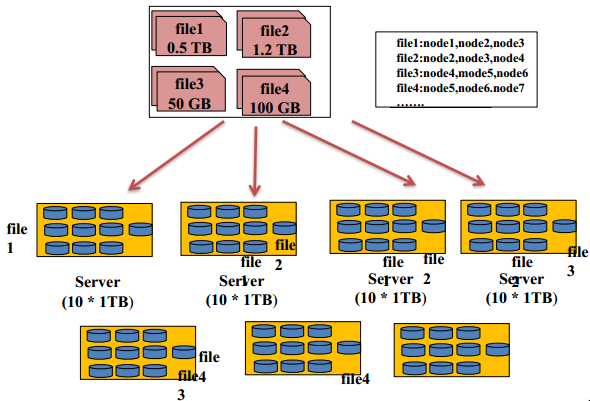 file1
0.5 TB
file2
1.2 TB
file3
50 GB
file4
100 GB
file1:node1,node2,node3
file2:node2,node3,node4
file3:node4,mode5,node6
file4:node5,node6.node7
…….
file
1
file
2
file
1
file
2
file
1
file
3
file
2
Server
(10 * 1TB)
Server
(10 * 1TB)
Server
(10 * 1TB)
Server
(10 * 1TB)
file
file4
3
file4